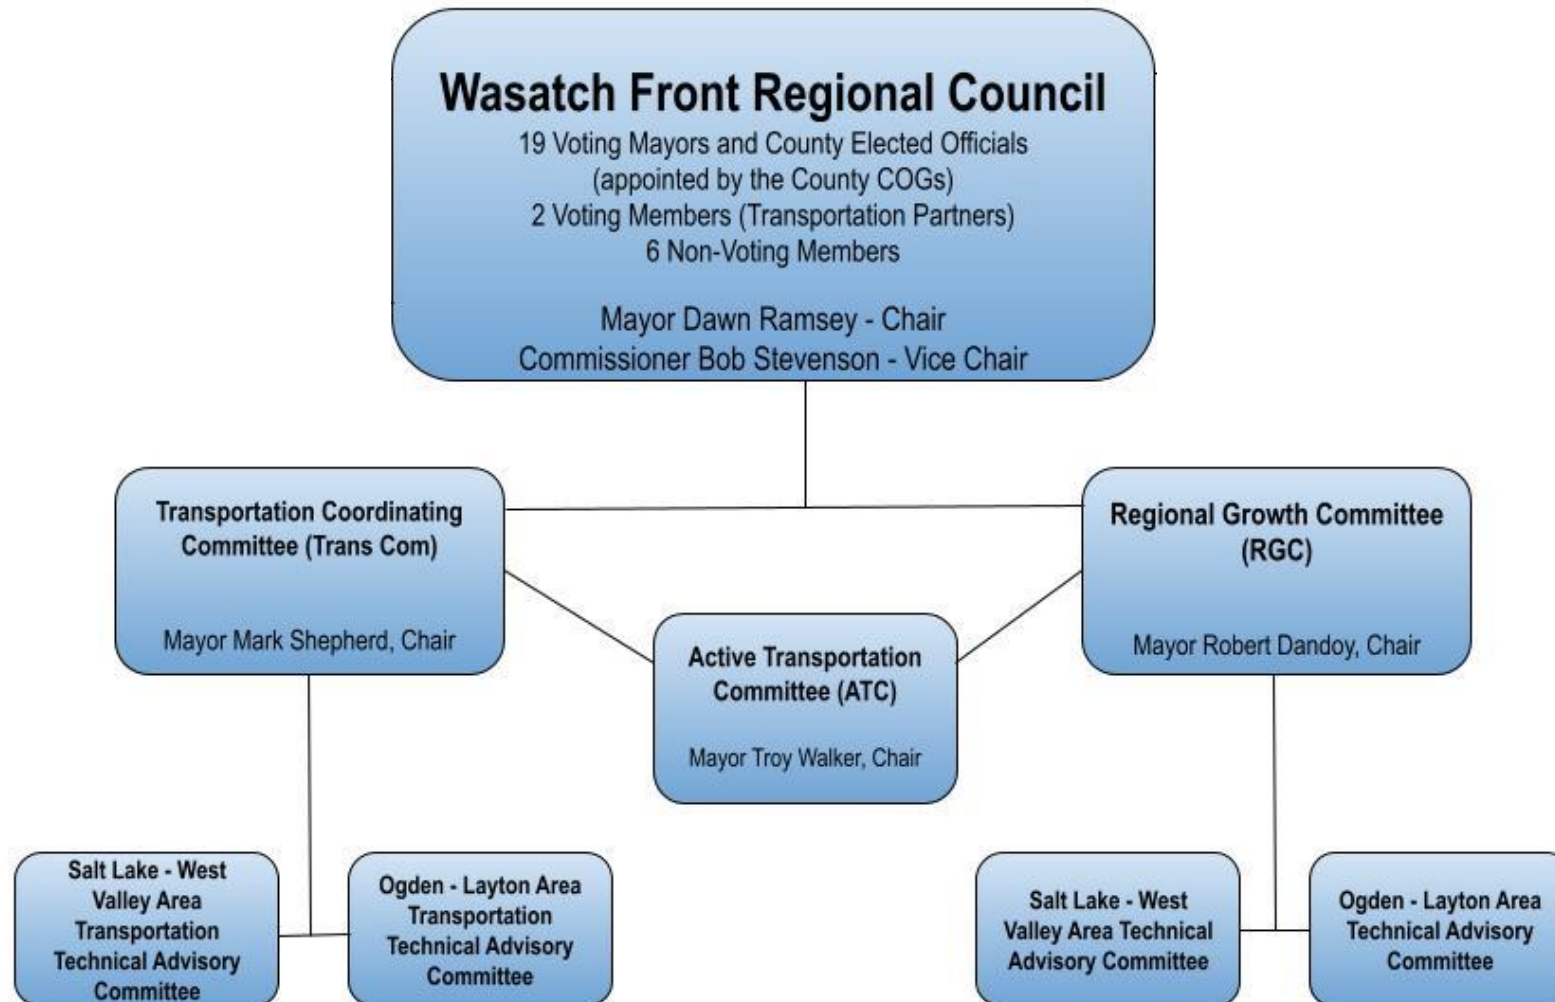 Wasatch Front Regional Council
19 Voting Mayors and County Elected Officials
(appointed by the County COGs)
2 Voting Members (Transportation Partners)
6 Non-Voting Members
Mayor Dawn Ramsey - Chair
Commissioner Bob Stevenson - Vice Chair
Transportation Coordinating
Committee (Trans Com)
Mayor Mark Shepherd, Chair
Regional Growth Committee
(RGC)
Mayor Robert Dandoy, Chair
Active Transportation
Committee (ATC)
Mayor Troy Walker, Chair
Salt Lake - West
Valley Area
Transportation
Technical Advisory
Committee
Ogden - Layton Area
Transportation
Technical Advisory
Committee
Salt Lake - West
Valley Area Technical
Advisory Committee
Ogden - Layton Area
Technical Advisory
Committee